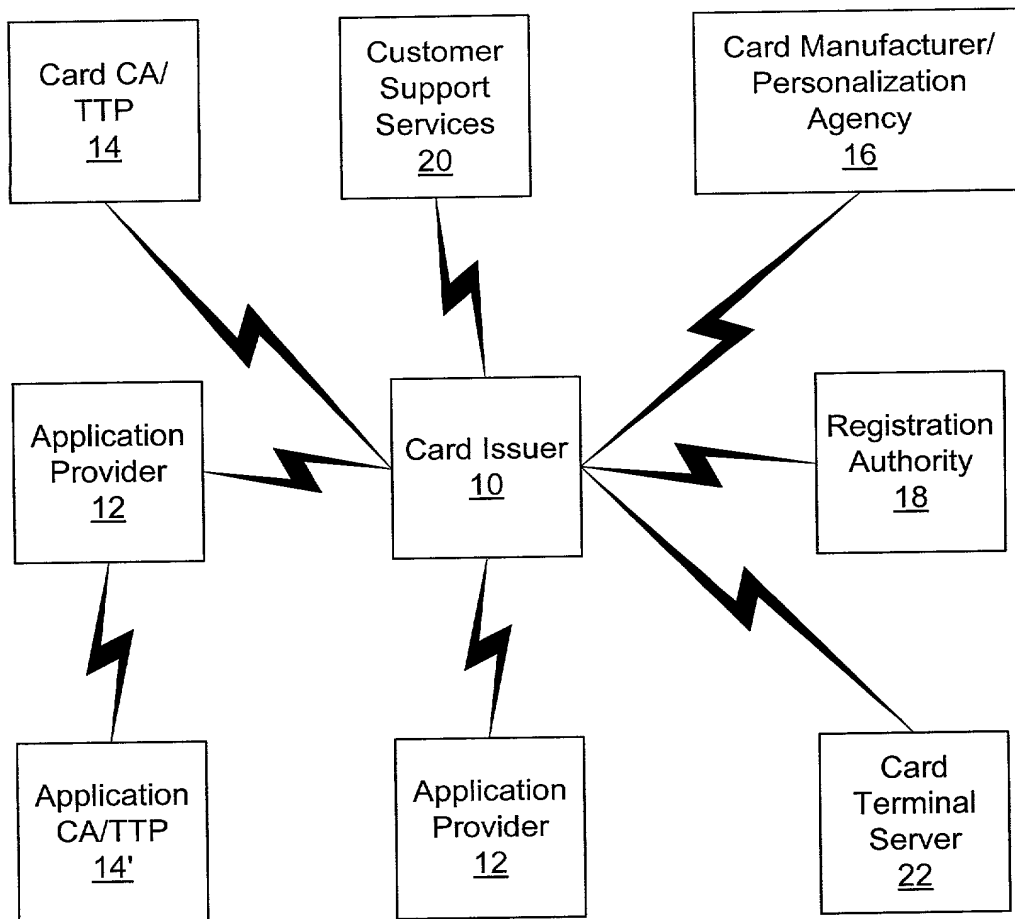 Card CA/
TTP
14
Customer
Support
Services
20
Card Manufacturer/
Personalization
Agency
16
Application
Provider
12
Card Issuer
10
Registration
Authority
18
Application
CA/TTP
14'
Application
Provider
12
Card
Terminal
Server
22